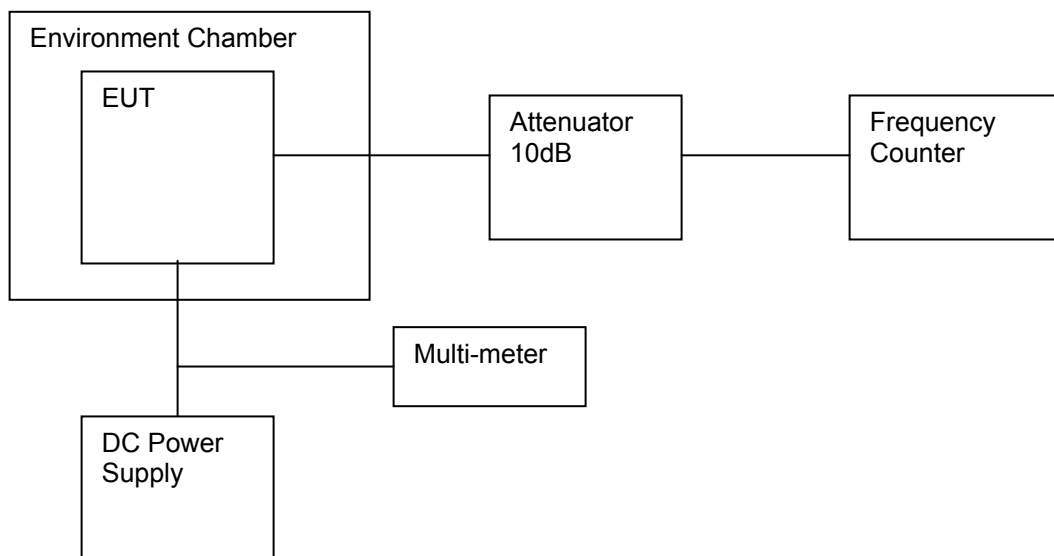 Environment Chamber
EUT
Attenuator
10dB
Frequency
Counter
Multi-meter
DC Power
Supply